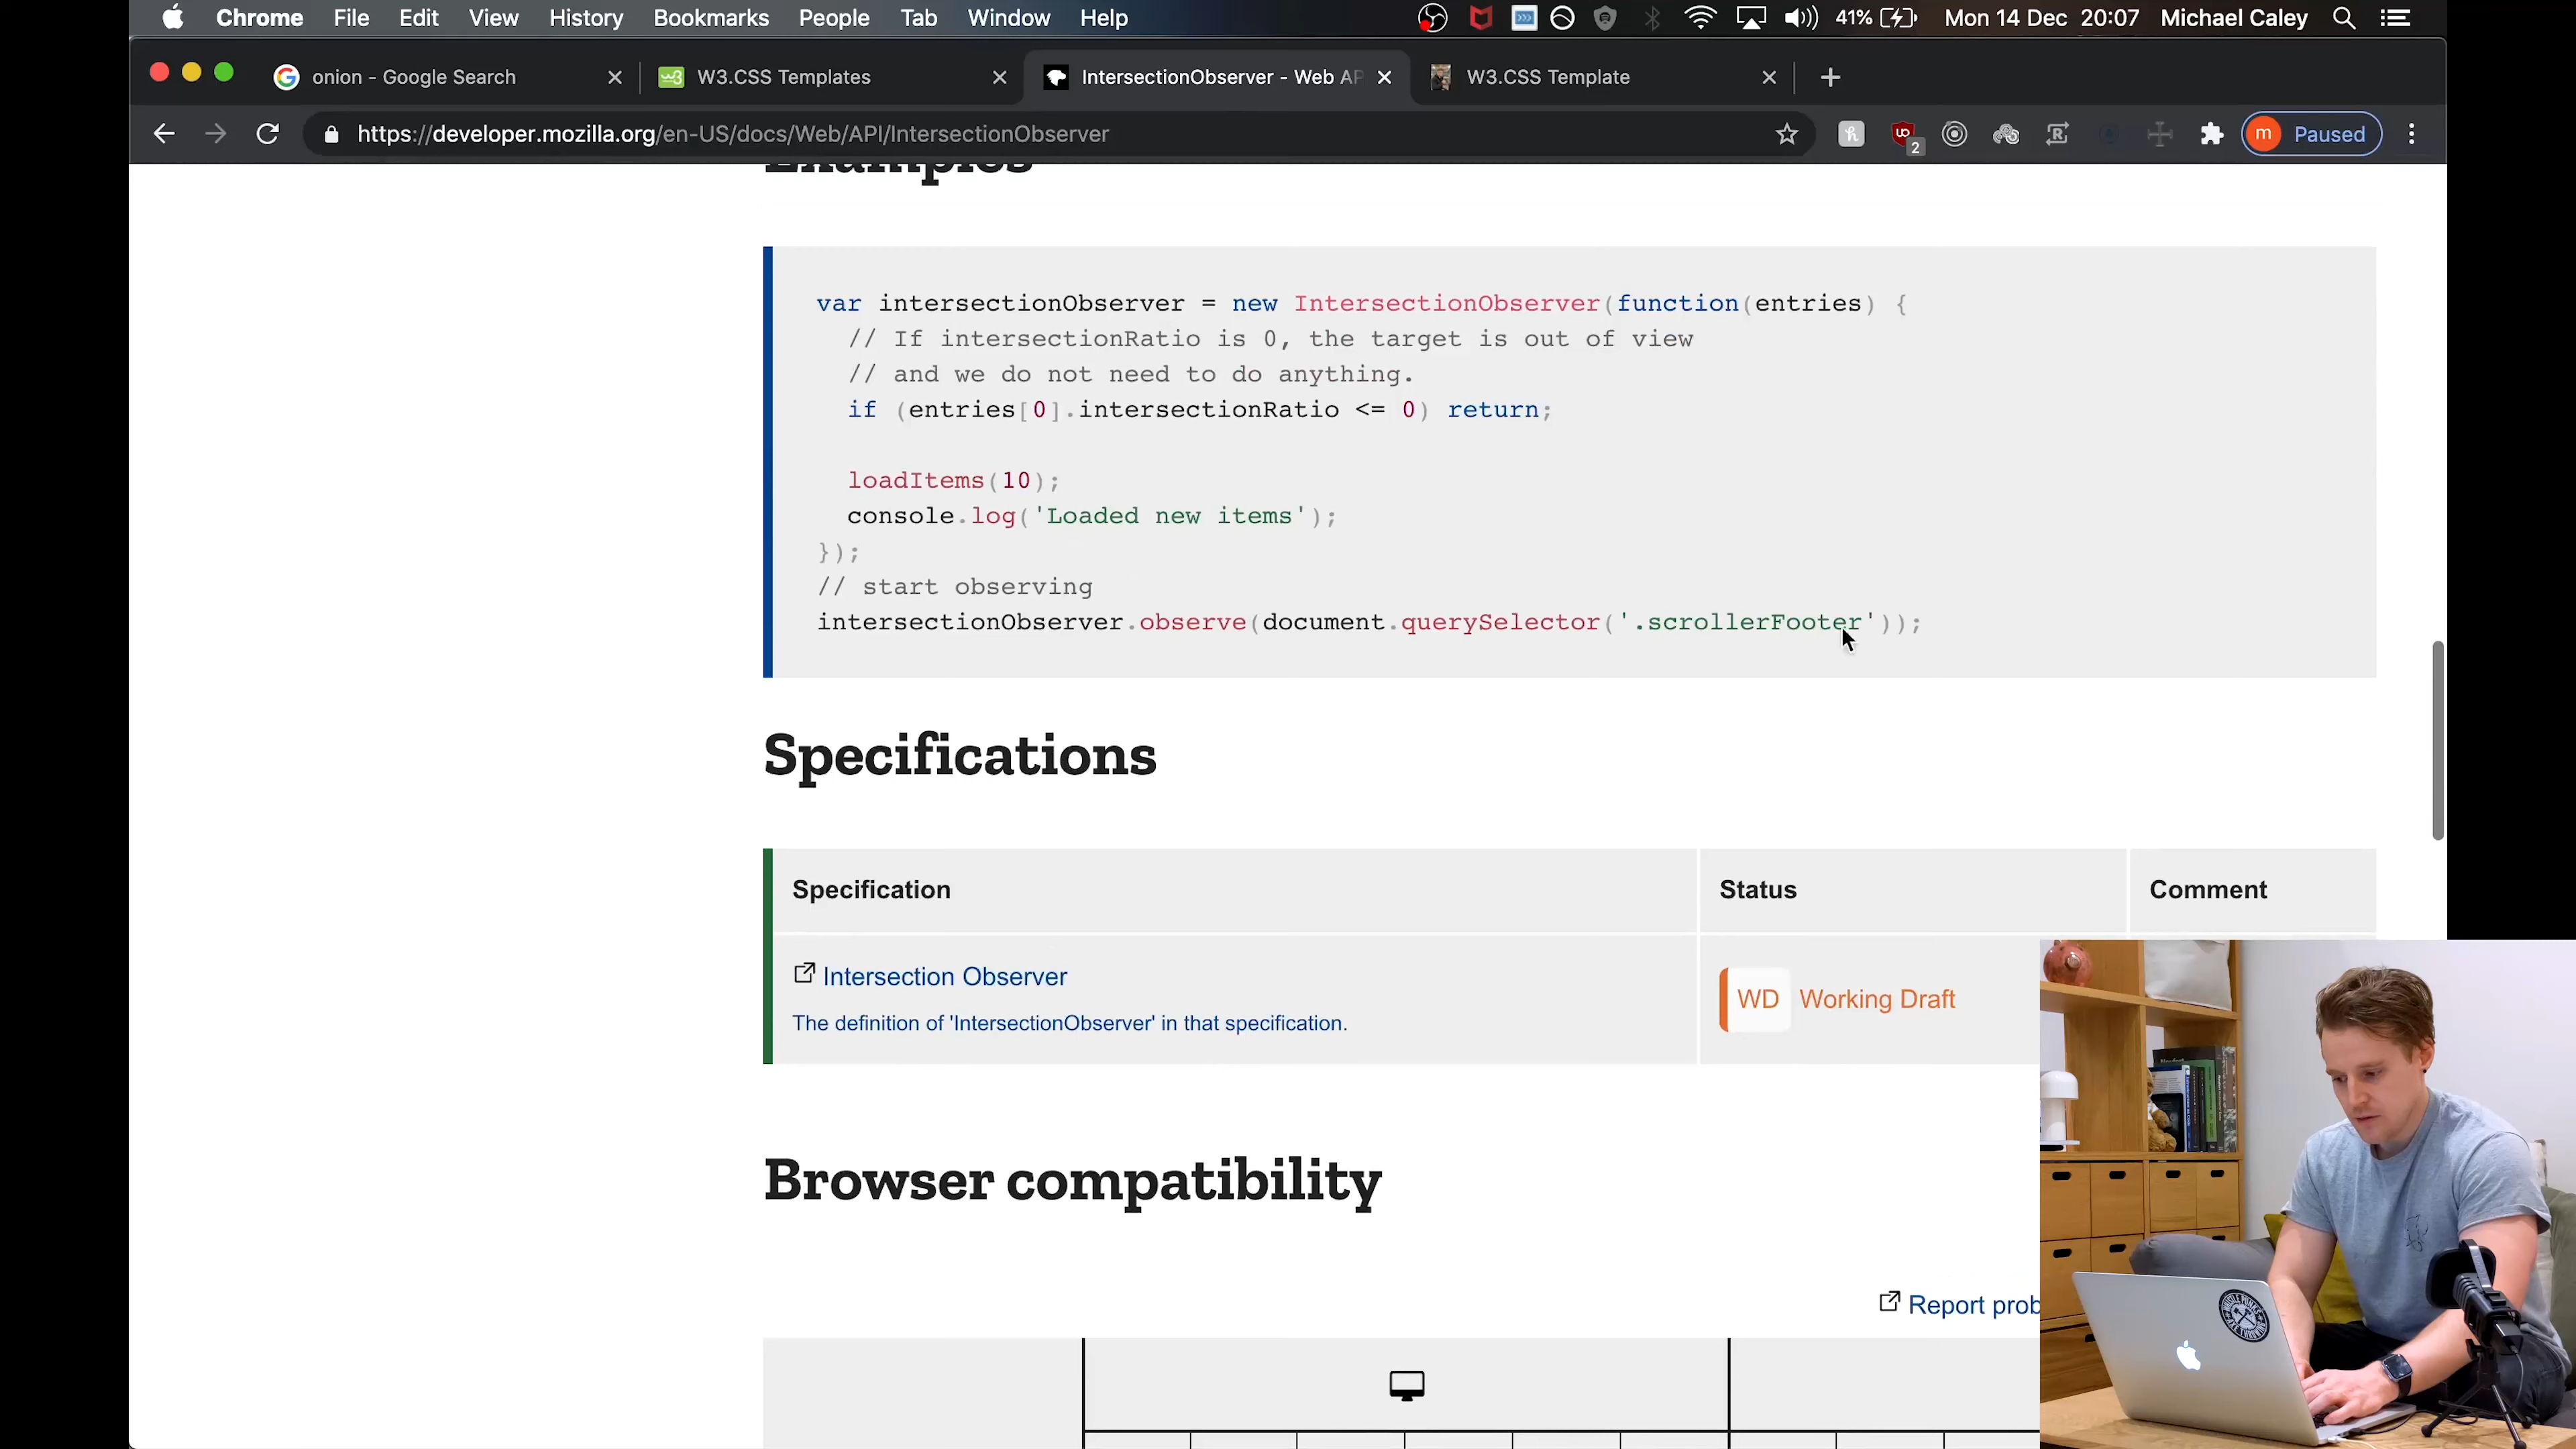 Chrome File Edit View History Bookmarks People Tab Window Help 41% Mon 14 Dec 20:07 Michael Caley
onion - Google Search W3.CSS Templates IntersectionObserver - Web AP W3.CSS Template
https://developer.mozilla.org/en-US/docs/Web/API/IntersectionObserver 2 m Paused
Examples
var intersectionObserver = new IntersectionObserver(function(entries) {
// If intersectionRatio is 0, the target is out of view
// and we do not need to do anything.
if (entries[0].intersectionRatio <= 0) return;
loadItems(10);
console.log('Loaded new items');
});
// start observing
intersectionObserver.observe(document.querySelector('.scrollerFooter'));
Specifications
Specification Status Comment
Intersection Observer
The definition of 'IntersectionObserver' in that specification.
WD Working Draft
Browser compatibility
Report prob